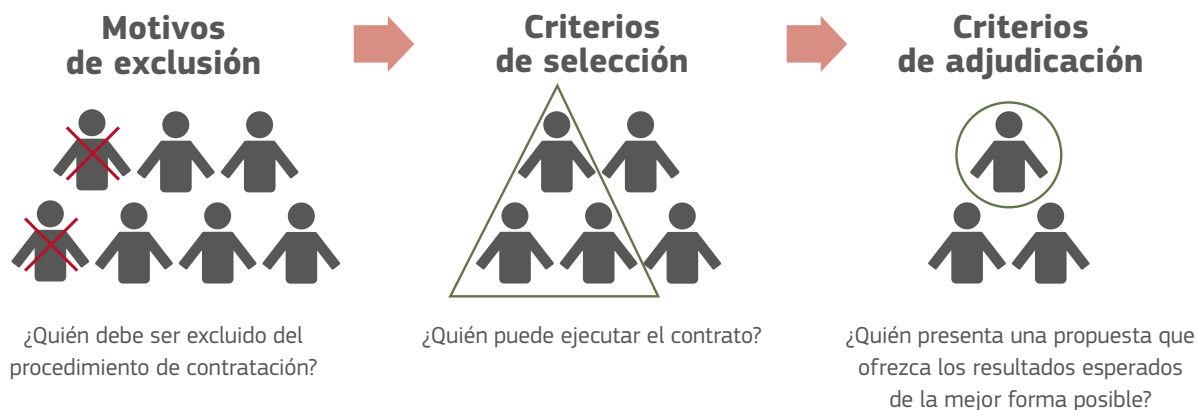 Motivos
de exclusión
Criterios
de selección
Criterios
de adjudicación
¿Quién debe ser excluido del
procedimiento de contratación?
¿Quién puede ejecutar el contrato?
¿Quién presenta una propuesta que
ofrezca los resultados esperados
de la mejor forma posible?